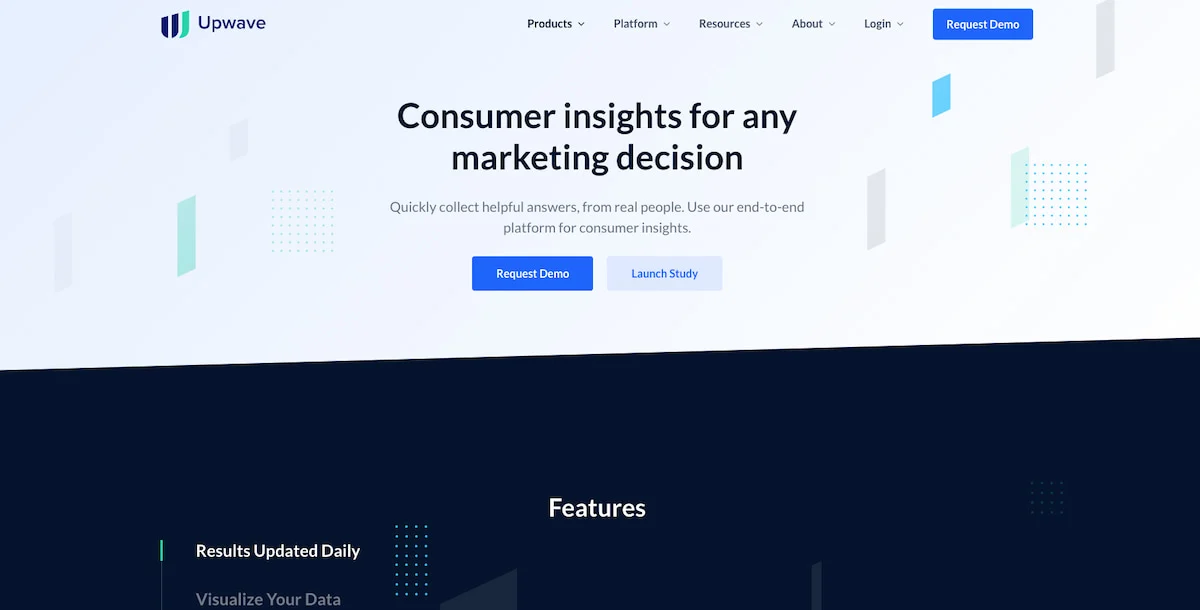 Upwave
Products
Platform
Resources
About
Login
Request Demo
Consumer insights for any
marketing decision
Quickly collect helpful answers, from real people. Use our end-to-end
platform for consumer insights.
Request Demo
Launch Study
Features
Results Updated Daily
Visualize Your Data